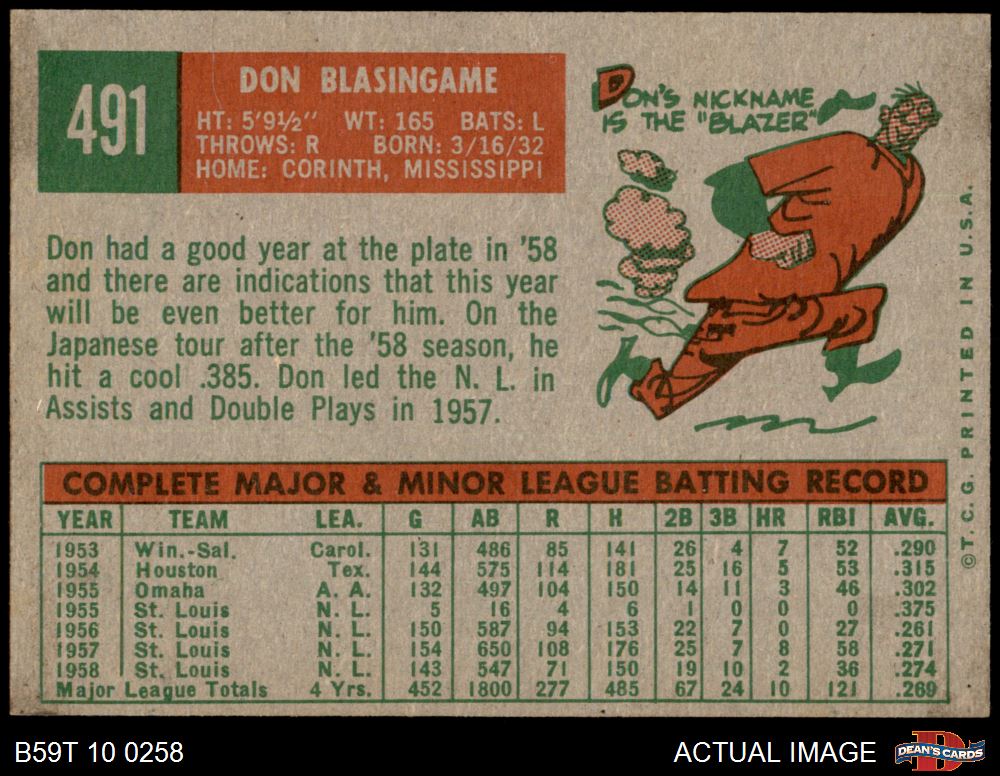 491
DON BLASINGAME
HT: 5'9½" WT: 165 BATS: L
THROWS: R BORN: 3/16/32
HOME: CORINTH, MISSISSIPPI
DON'S NICKNAME
IS THE "BLAZER"
Don had a good year at the plate in '58
and there are indications that this year
will be even better for him. On the
Japanese tour after the '58 season, he
hit a cool .385. Don led the N. L. in
Assists and Double Plays in 1957.
COMPLETE MAJOR & MINOR LEAGUE BATTING RECORD
YEAR TEAM LEA. G AB R H 2B 3B HR RBI AVG.
1953 Win.-Sal. Carol. 131 486 85 141 26 4 7 52 .290
1954 Houston Tex. 144 575 114 181 25 16 5 53 .315
1955 Omaha A. A. 132 497 104 150 14 11 3 46 .302
1955 St. Louis N. L. 5 16 4 6 1 0 0 0 .375
1956 St. Louis N. L. 150 587 94 153 22 7 0 27 .261
1957 St. Louis N. L. 154 650 108 176 25 7 8 58 .271
1958 St. Louis N. L. 143 547 71 150 19 10 2 36 .274
Major League Totals 4 Yrs. 452 1800 277 485 67 24 10 121 .269
©T.C.G. PRINTED IN U.S.A.
B59T 10 0258
ACTUAL IMAGE
DEAN'S CARDS